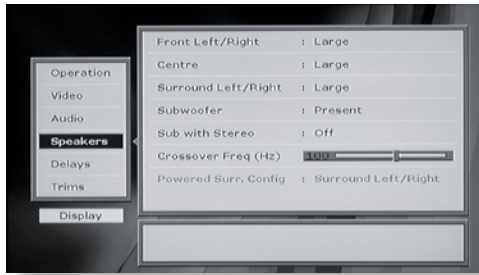 Operation
Video
Audio
Speakers
Delays
Trims
Display
Front Left/Right : Large
Centre : Large
Surround Left/Right : Large
Subwoofer : Present
Sub with Stereo : Off
Crossover Freq (Hz) 100
Powered Surr. Config : Surround Left/Right